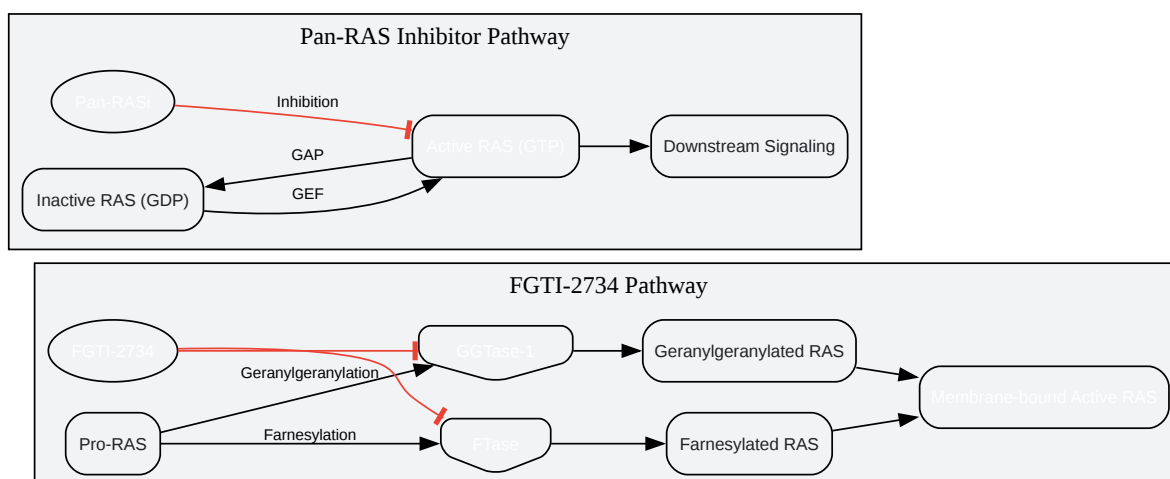 Pan-RAS Inhibitor Pathway
Pan-RASi
Inhibition
Active RAS (GTP)
Downstream Signaling
GAP
Inactive RAS (GDP)
GEF
FGTI-2734 Pathway
FGTI-2734
GGTase-1
Geranylgeranylated RAS
Geranylgeranylation
Membrane-bound Active RAS
Pro-RAS
Farnesylation
FTase
Farnesylated RAS